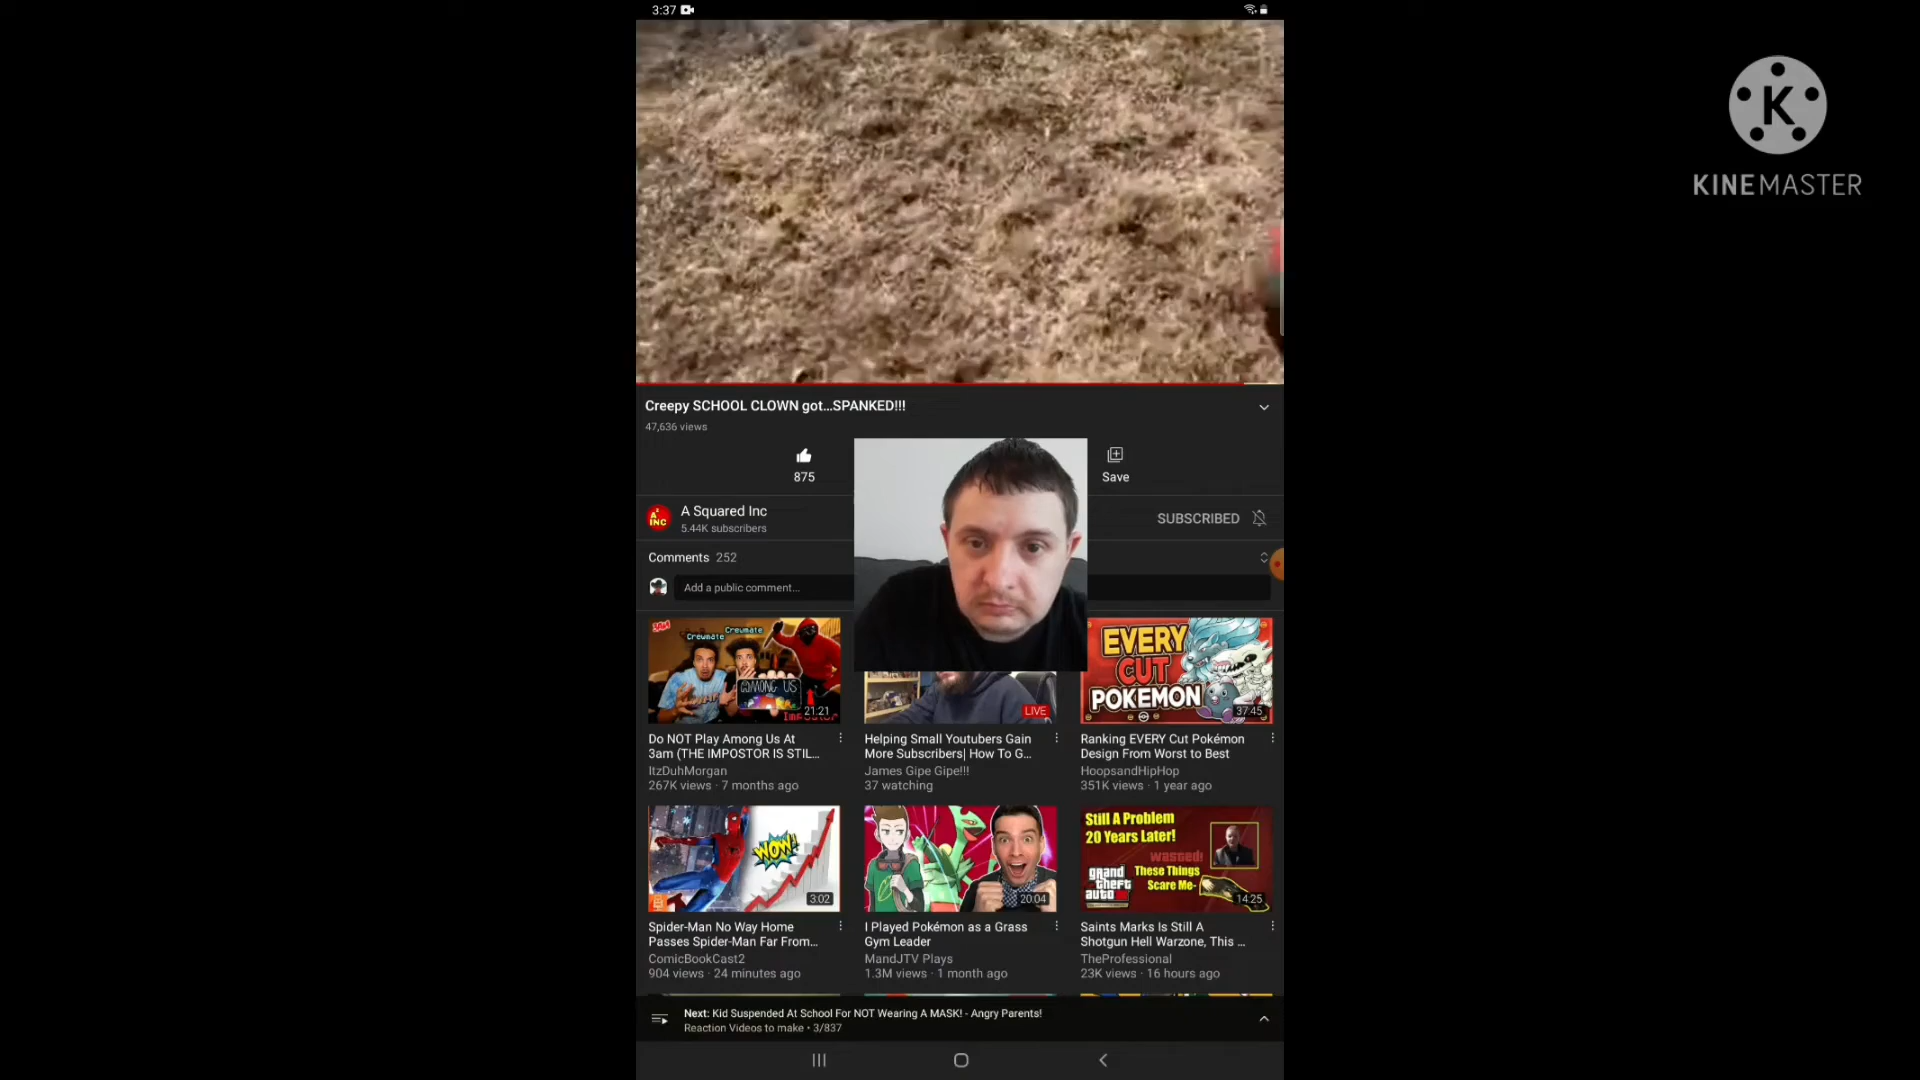 3:37
KINEMASTER
Creepy SCHOOL CLOWN got...SPANKED!!!
47,636 views
875
Save
A Squared Inc
5.44K subscribers
SUBSCRIBED
Comments 252
Add a public comment...
Crewmate Crewmate
AMONG US
21:21
LIVE
EVERY
CUT
POKEMON
37:45
Do NOT Play Among Us At
3am (THE IMPOSTOR IS STIL...
ItzDuhMorgan
267K views · 7 months ago
Helping Small Youtubers Gain
More Subscribers| How To G...
James Gipe Gipe!!!
37 watching
Ranking EVERY Cut Pokémon
Design From Worst to Best
HoopsandHipHop
351K views · 1 year ago
WOW!
3:02
20:04
Still A Problem
20 Years Later!
wasted!
These Things
Scare Me-
grand
theft
auto
14:25
Spider-Man No Way Home
Passes Spider-Man Far From...
ComicBookCast2
904 views · 24 minutes ago
I Played Pokémon as a Grass
Gym Leader
MandJTV Plays
1.3M views · 1 month ago
Saints Marks Is Still A
Shotgun Hell Warzone, This ...
TheProfessional
23K views · 16 hours ago
Next: Kid Suspended At School For NOT Wearing A MASK! - Angry Parents!
Reaction Videos to make • 3/837